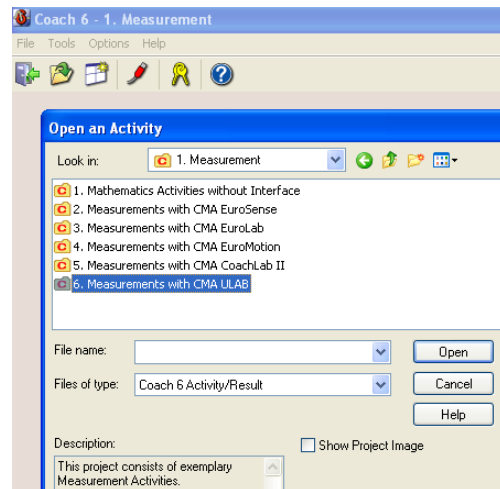 Coach 6 - 1. Measurement
File Tools Options Help
Open an Activity
Look in: 1. Measurement
1. Mathematics Activities without Interface
2. Measurements with CMA EuroSense
3. Measurements with CMA EuroLab
4. Measurements with CMA EuroMotion
5. Measurements with CMA CoachLab II
6. Measurements with CMA ULAB
File name: Open
Files of type: Coach 6 Activity/Result Cancel
Help
Description: Show Project Image
This project consists of exemplary
Measurement Activities.